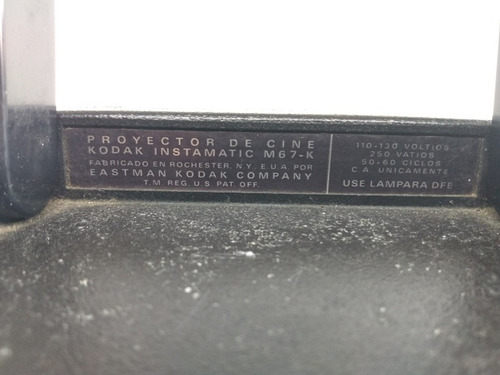 PROYECTOR DE CINE
KODAK INSTAMATIC M67-K
FABRICADO EN ROCHESTER, N.Y. E.U.A. POR
EASTMAN KODAK COMPANY
T.M. REG. U.S. PAT. OFF.
110-130 VOLTIOS
250 VATIOS
50-60 CICLOS
C.A. UNICAMENTE
USE LAMPARA DFE